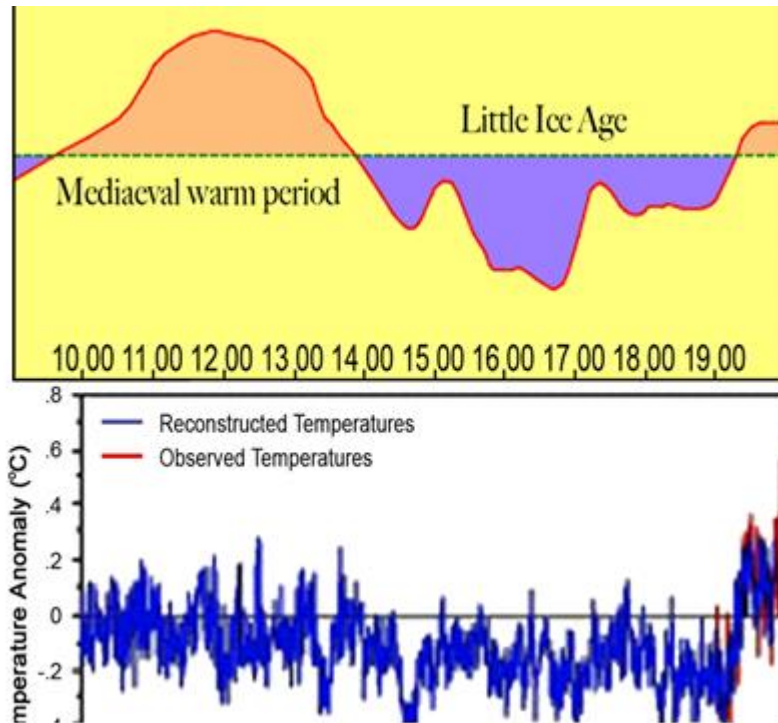 Little Ice Age
Mediaeval warm period
10,00 11,00 12,00 13,00 14,00 15,00 16,00 17,00 18,00 19,00
.8
Reconstructed Temperatures
.6
Observed Temperatures
.4
.2
0
-.2
mperature Anomaly (°C)